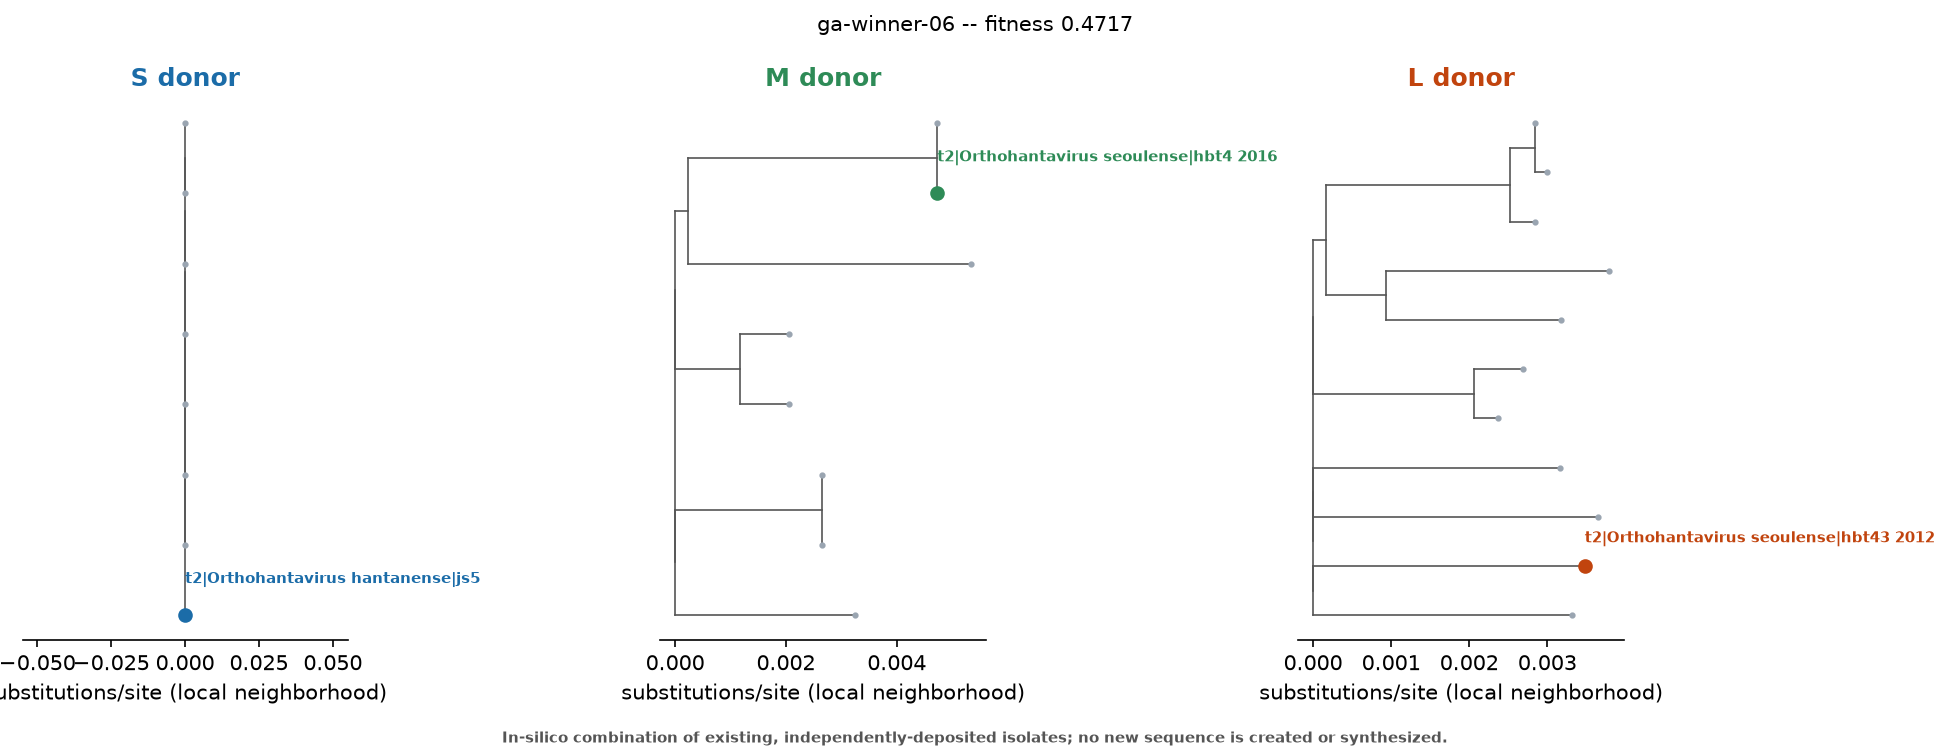 ga-winner-06 -- fitness 0.4717
S donor
M donor
L donor
t2|Orthohantavirus seoulense|hbt4 2016
t2|Orthohantavirus seoulense|hbt43 2012
t2|Orthohantavirus hantanense|js5
−0.050 −0.025 0.000 0.025 0.050
0.000 0.002 0.004
0.000 0.001 0.002 0.003
ubstitutions/site (local neighborhood)
substitutions/site (local neighborhood)
substitutions/site (local neighborhood)
In-silico combination of existing, independently-deposited isolates; no new sequence is created or synthesized.